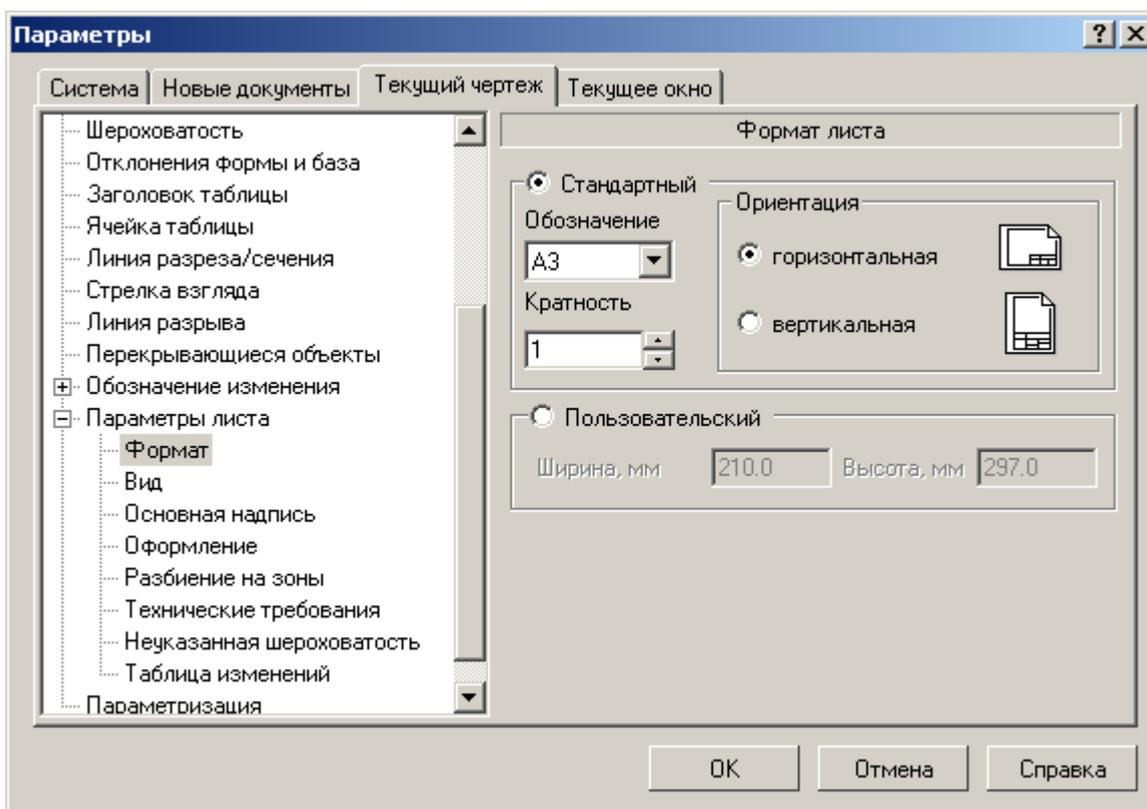 Параметры
Система
Новые документы
Текущий чертеж
Текущее окно
Шероховатость
Отклонения формы и база
Заголовок таблицы
Ячейка таблицы
Линия разреза/сечения
Стрелка взгляда
Линия разрыва
Перекрывающиеся объекты
Обозначение изменения
Параметры листа
Формат
Вид
Основная надпись
Оформление
Разбиение на зоны
Технические требования
Неуказанная шероховатость
Таблица изменений
Параметризация
Формат листа
Стандартный
Обозначение
А3
Кратность
1
Ориентация
горизонтальная
вертикальная
Пользовательский
Ширина, мм 210.0 Высота, мм 297.0
OK
Отмена
Справка